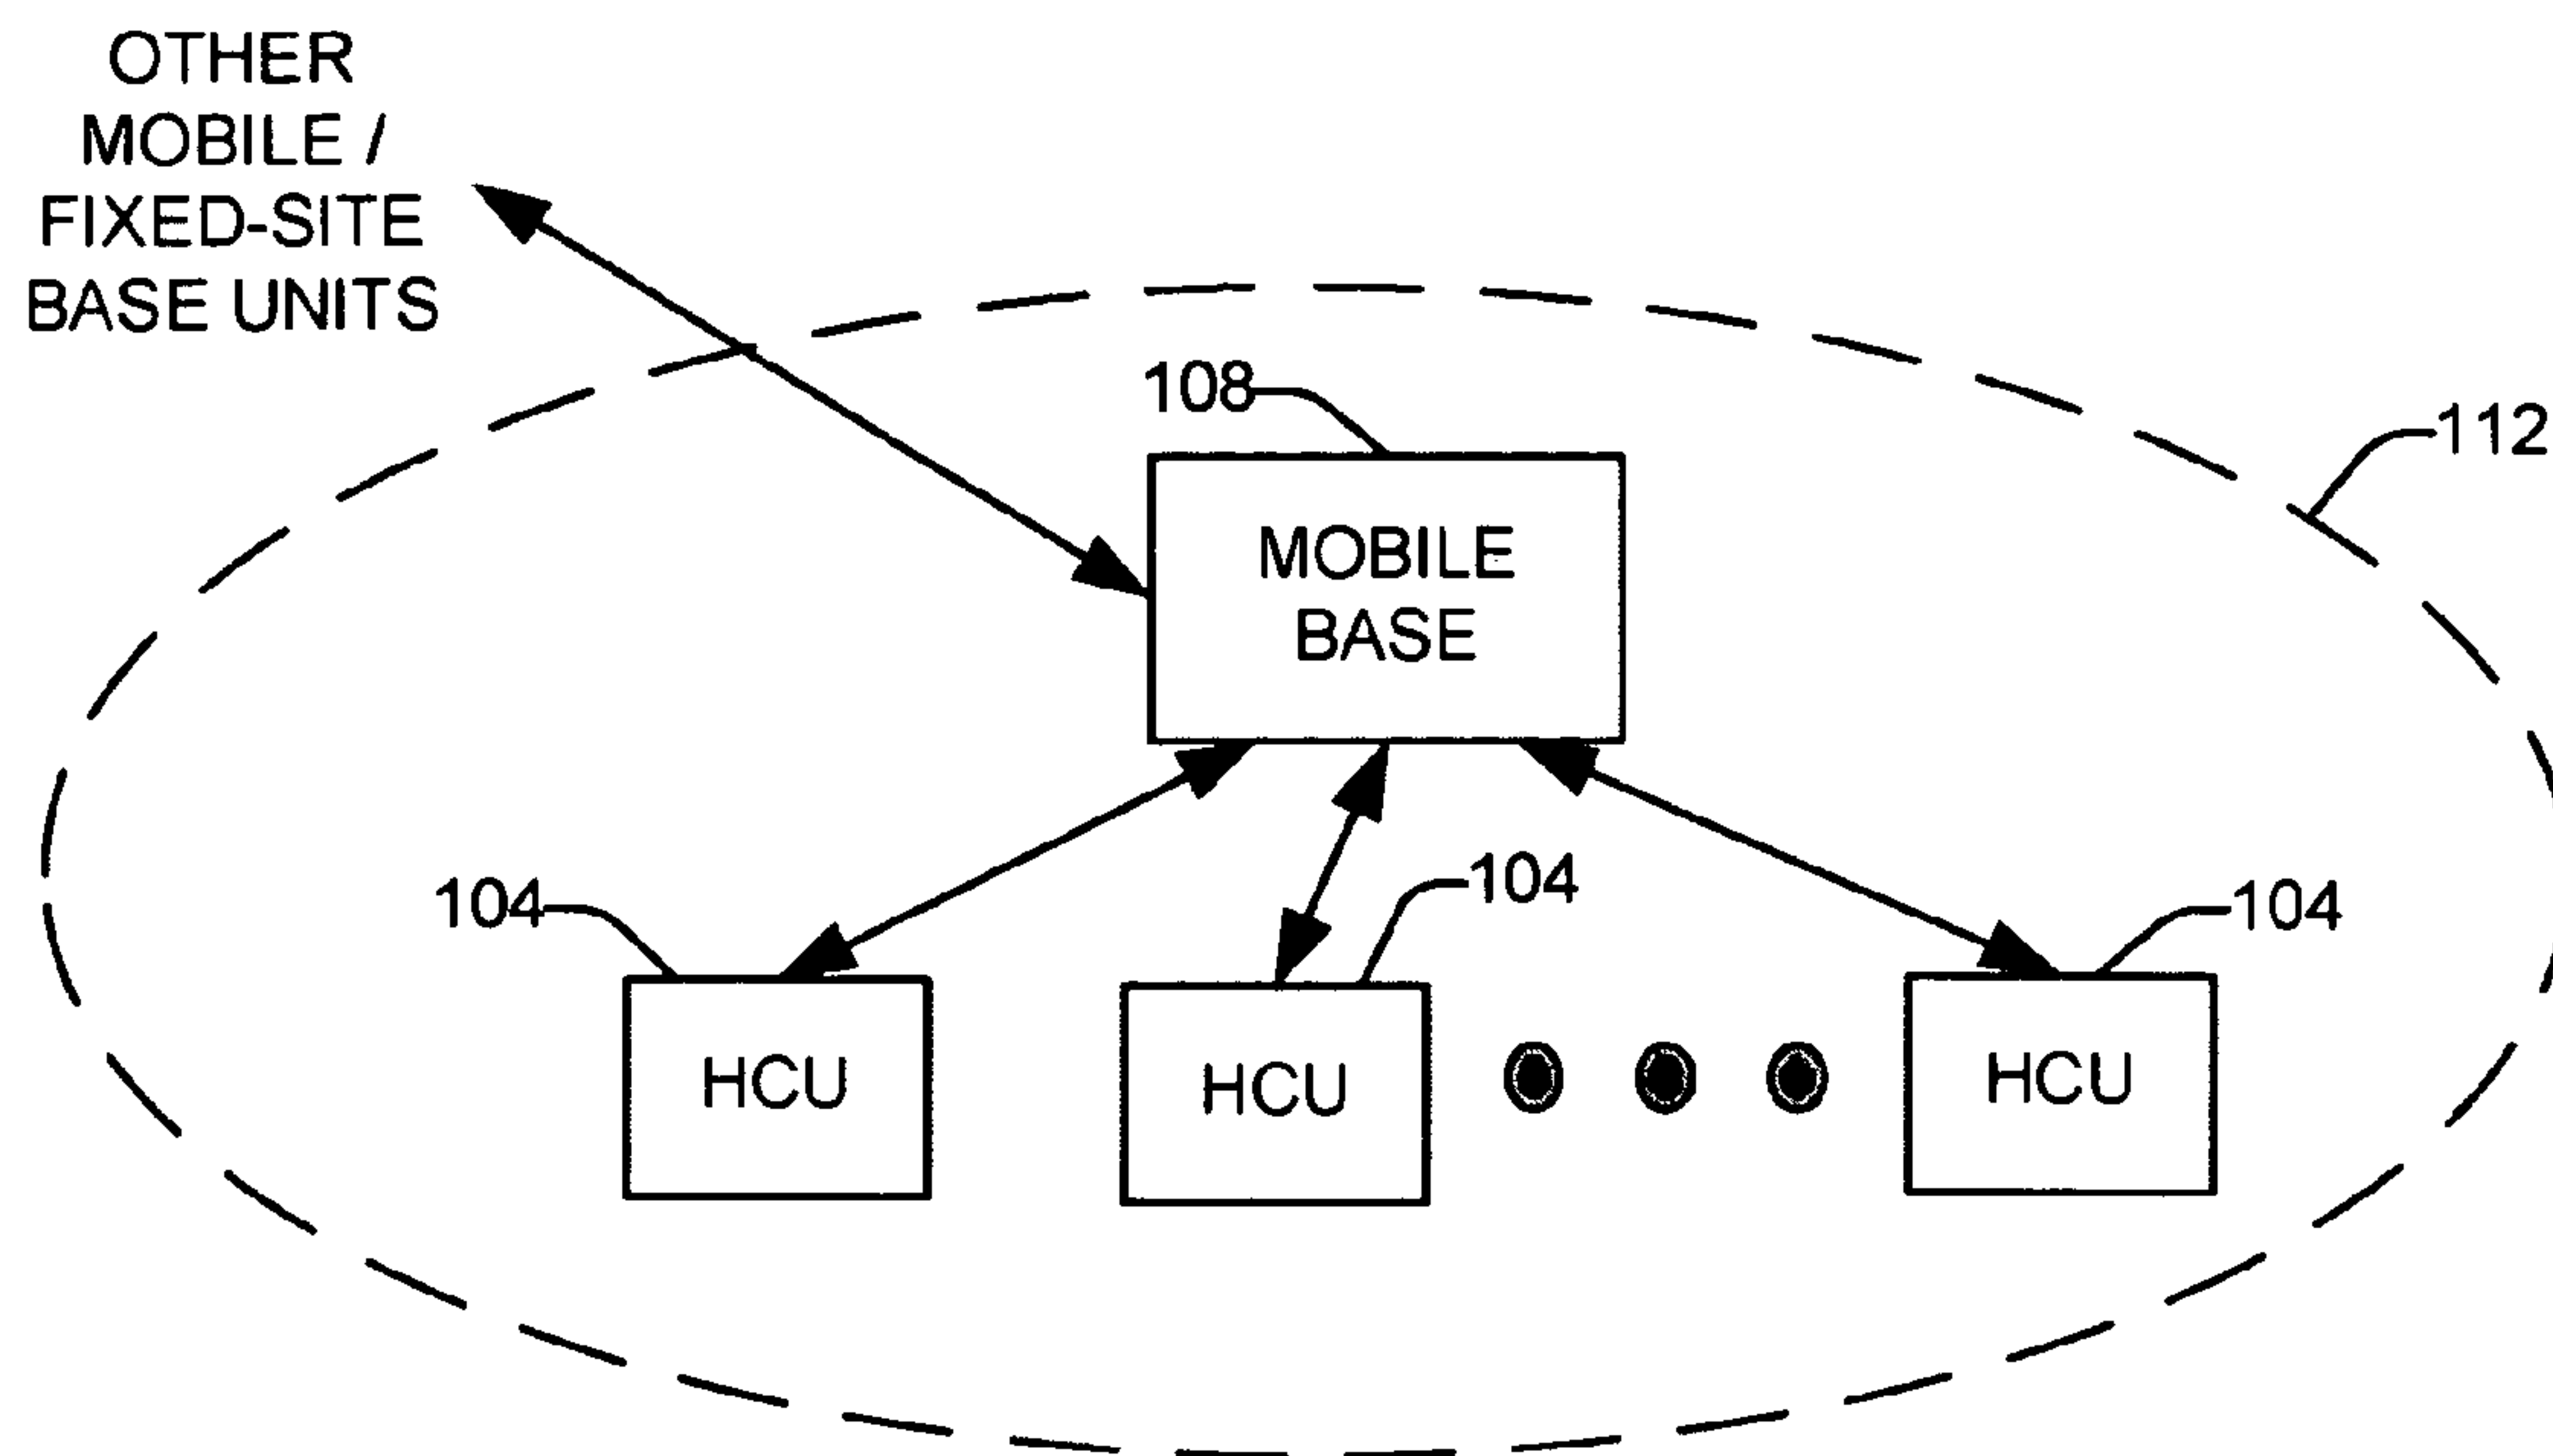 OTHER
MOBILE /
FIXED-SITE
BASE UNITS
108
112
MOBILE
BASE
104
104
104
HCU
HCU
HCU